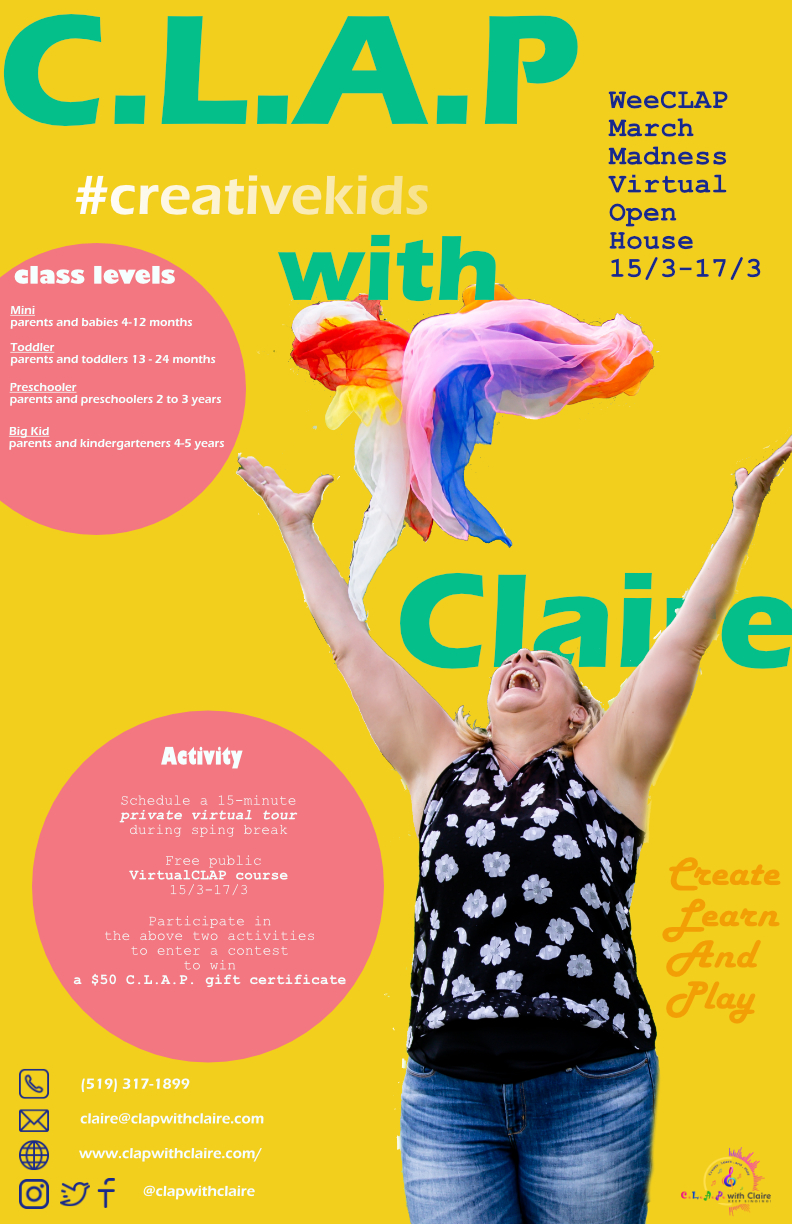 C.L.A.P
WeeCLAP
March
Madness
Virtual
Open
House
15/3-17/3
#creativekids
with
class levels
Mini
parents and babies 4-12 months
Toddler
parents and toddlers 13 - 24 months
Preschooler
parents and preschoolers 2 to 3 years
Big Kid
parents and kindergarteners 4-5 years
Claire
Activity
Schedule a 15-minute
private virtual tour
during sping break
Free public
VirtualCLAP course
15/3-17/3
Participate in
the above two activities
to enter a contest
to win
a $50 C.L.A.P. gift certificate
Create
Learn
And
Play
(519) 317-1899
claire@clapwithclaire.com
www.clapwithclaire.com/
@clapwithclaire
C.L.A.P. with Claire